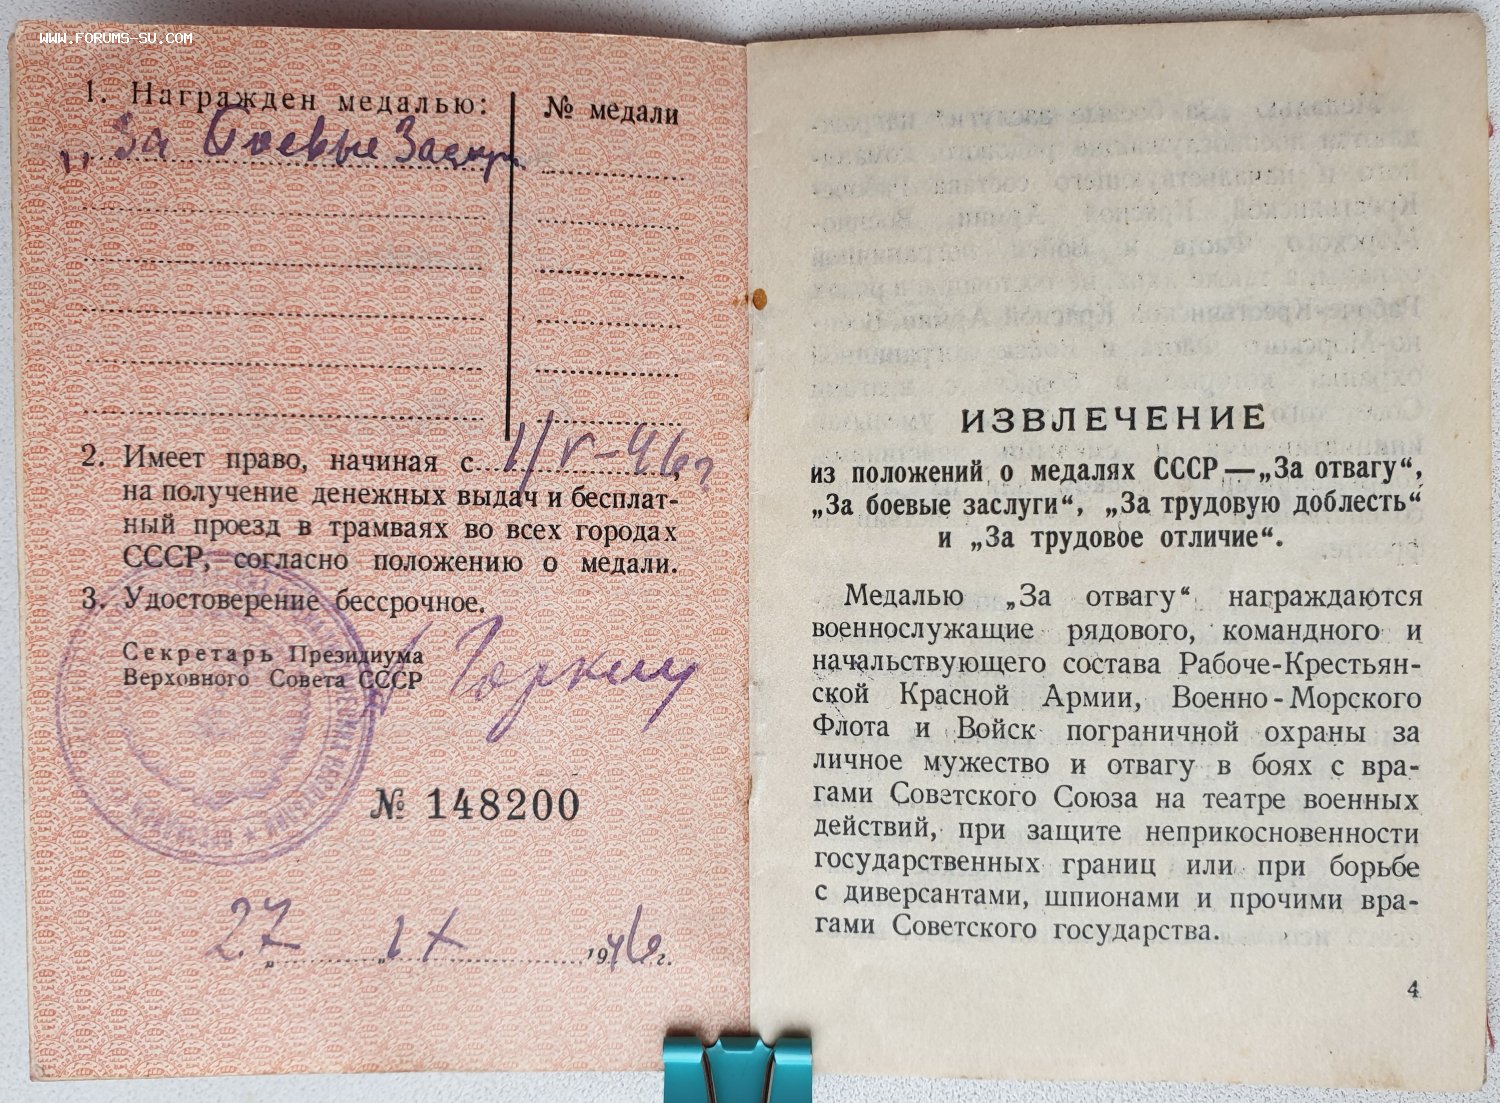 WWW.FORUMS-SU.COM
1. Награжден медалью:
№ медали
„За боевые Заслуги
2. Имеет право, начиная с 1/V-46г,
на получение денежных выдач и бесплат-
ный проезд в трамваях во всех городах
СССР, согласно положению о медали.
3. Удостоверение бессрочное.
Секретарь Президиума
Верховного Совета СССР
Горкин
№ 148200
27 „ IX 1946 г.
ИЗВЛЕЧЕНИЕ
из положений о медалях СССР—„За отвагу“,
„За боевые заслуги“, „За трудовую доблесть“
и „За трудовое отличие“.
Медалью „За отвагу“ награждаются
военнослужащие рядового, командного и
начальствующего состава Рабоче-Крестьян-
ской Красной Армии, Военно-Морского
Флота и Войск пограничной охраны за
личное мужество и отвагу в боях с вра-
гами Советского Союза на театре военных
действий, при защите неприкосновенности
государственных границ или при борьбе
с диверсантами, шпионами и прочими вра-
гами Советского государства.
4